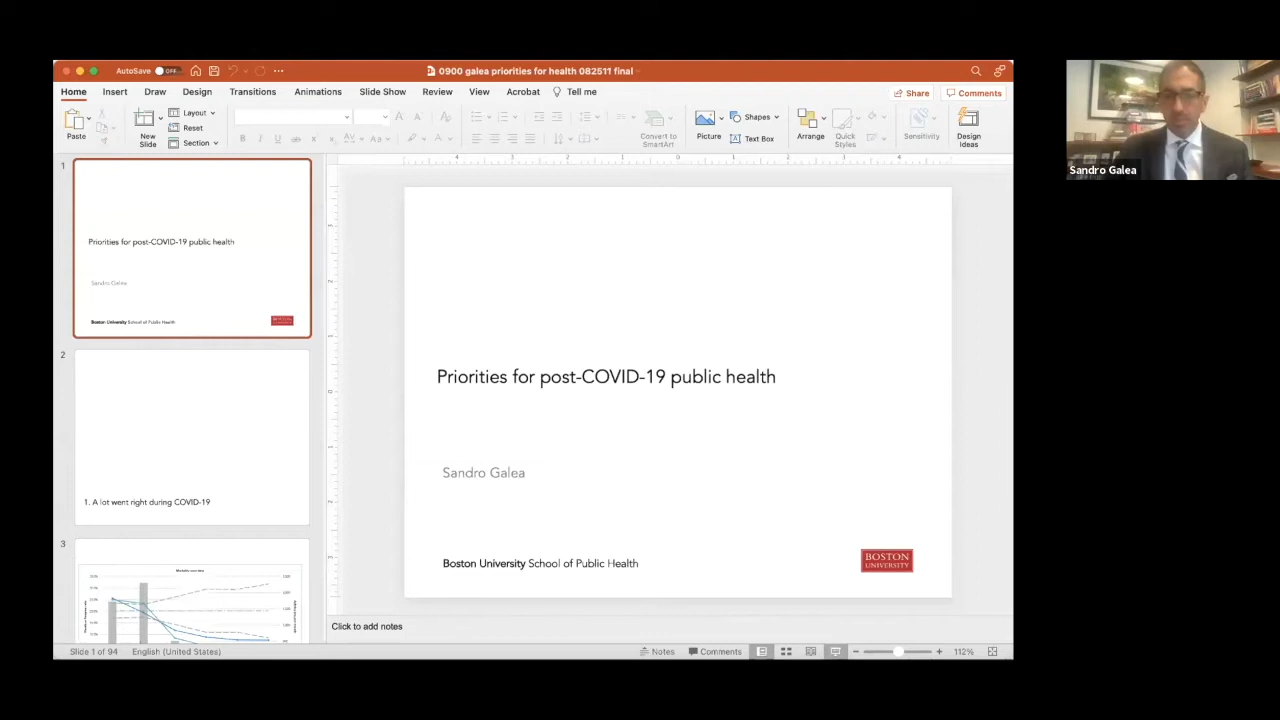 AutoSave OFF
0900 galea priorities for health 082511 final
Home Insert Draw Design Transitions Animations Slide Show Review View Acrobat Tell me
Share Comments
Paste
New Slide
Layout
Reset
Section
Convert to SmartArt
Picture
Shapes
Text Box
Arrange
Quick Styles
Sensitivity
Design Ideas
1
Priorities for post-COVID-19 public health
Sandro Galea
Boston University School of Public Health
BOSTON UNIVERSITY
2
1. A lot went right during COVID-19
3
Priorities for post-COVID-19 public health
Sandro Galea
Boston University School of Public Health
BOSTON
UNIVERSITY
Click to add notes
Slide 1 of 94 English (United States) Notes Comments 112%
Sandro Galea